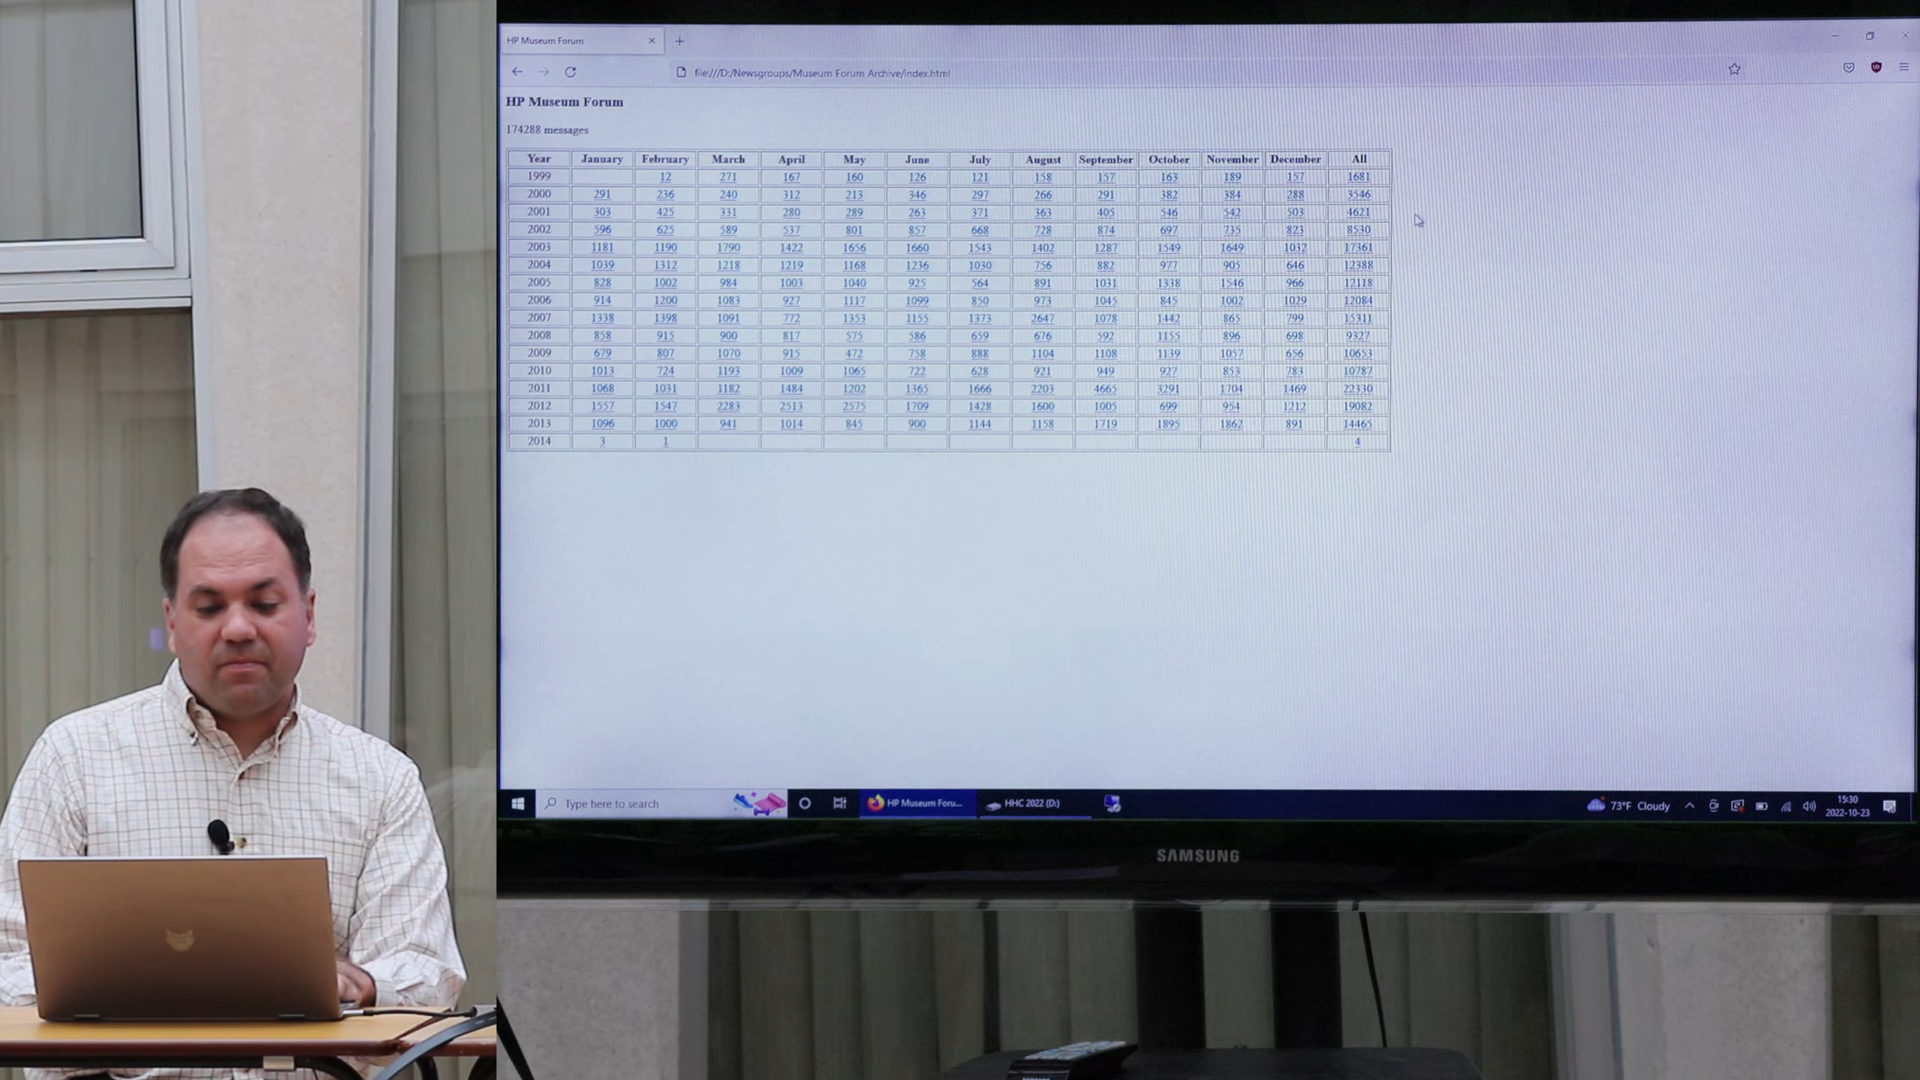 HP Museum Forum
file:///D:/Newsgroups/Museum Forum Archive/index.html
HP Museum Forum
174288 messages
Year January February March April May June July August September October November December All
1999 12 271 167 160 126 121 158 157 163 189 157 1681
2000 291 236 240 312 213 346 297 266 291 382 384 288 3546
2001 303 425 331 280 289 263 371 363 405 546 542 503 4621
2002 596 625 589 537 801 857 668 728 874 697 735 823 8530
2003 1181 1190 1790 1422 1656 1660 1543 1402 1287 1549 1649 1032 17361
2004 1039 1312 1218 1219 1168 1236 1030 756 882 977 905 646 12388
2005 828 1002 984 1003 1040 925 564 891 1031 1338 1546 966 12118
2006 914 1200 1083 927 1117 1099 850 973 1045 845 1002 1029 12084
2007 1338 1398 1091 772 1353 1155 1373 2647 1078 1442 865 799 15311
2008 858 915 900 817 575 586 659 676 592 1155 896 698 9327
2009 679 807 1070 915 472 758 888 1104 1108 1139 1057 656 10653
2010 1013 724 1193 1009 1065 722 628 921 949 927 853 783 10787
2011 1068 1031 1182 1484 1202 1365 1666 2203 4665 3291 1704 1469 22330
2012 1557 1547 2283 2513 2575 1709 1428 1600 1005 699 954 1212 19082
2013 1096 1000 941 1014 845 900 1144 1158 1719 1895 1862 891 14465
2014 3 1 4
Type here to search HP Museum Foru... HHC 2022 (D:) 73°F Cloudy 15:30
2022-10-23
SAMSUNG